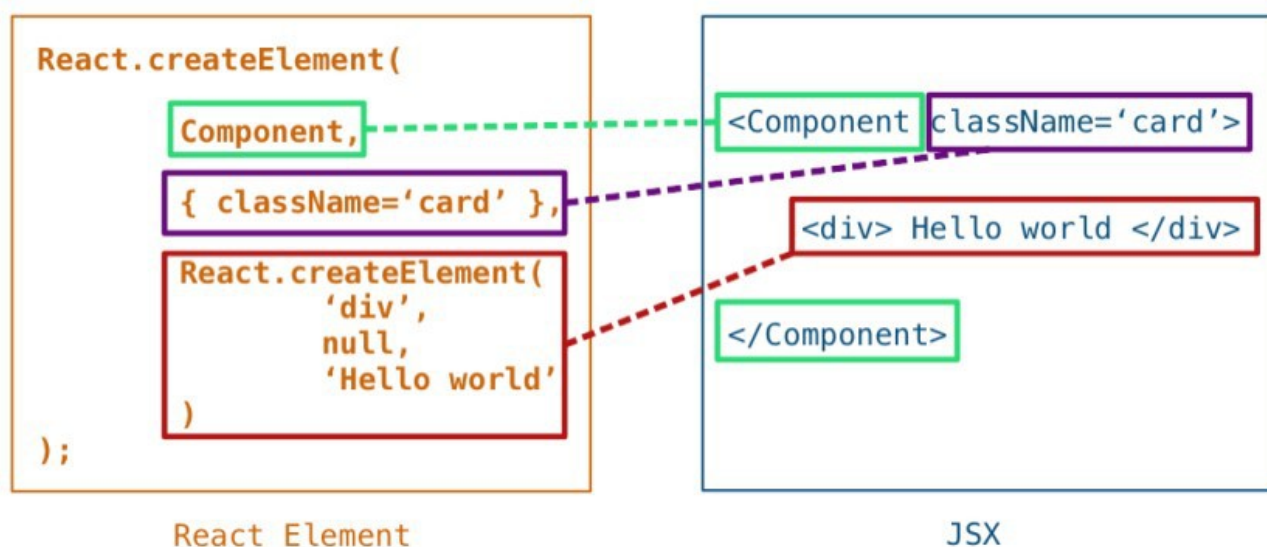 React.createElement(
Component,
{ className=‘card’ },
React.createElement(
‘div’,
null,
‘Hello world’
)
);
React Element
<Component className=‘card’>
<div> Hello world </div>
</Component>
JSX